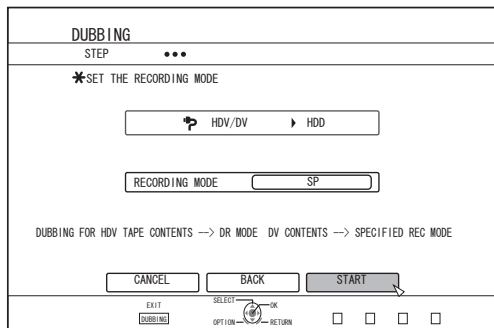 DUBBING
STEP
✱SET THE RECORDING MODE
HDV/DV ▶ HDD
RECORDING MODE SP
DUBBING FOR HDV TAPE CONTENTS --> DR MODE DV CONTENTS --> SPECIFIED REC MODE
CANCEL BACK START
EXIT SELECT OK
DUBBING OPTION RETURN